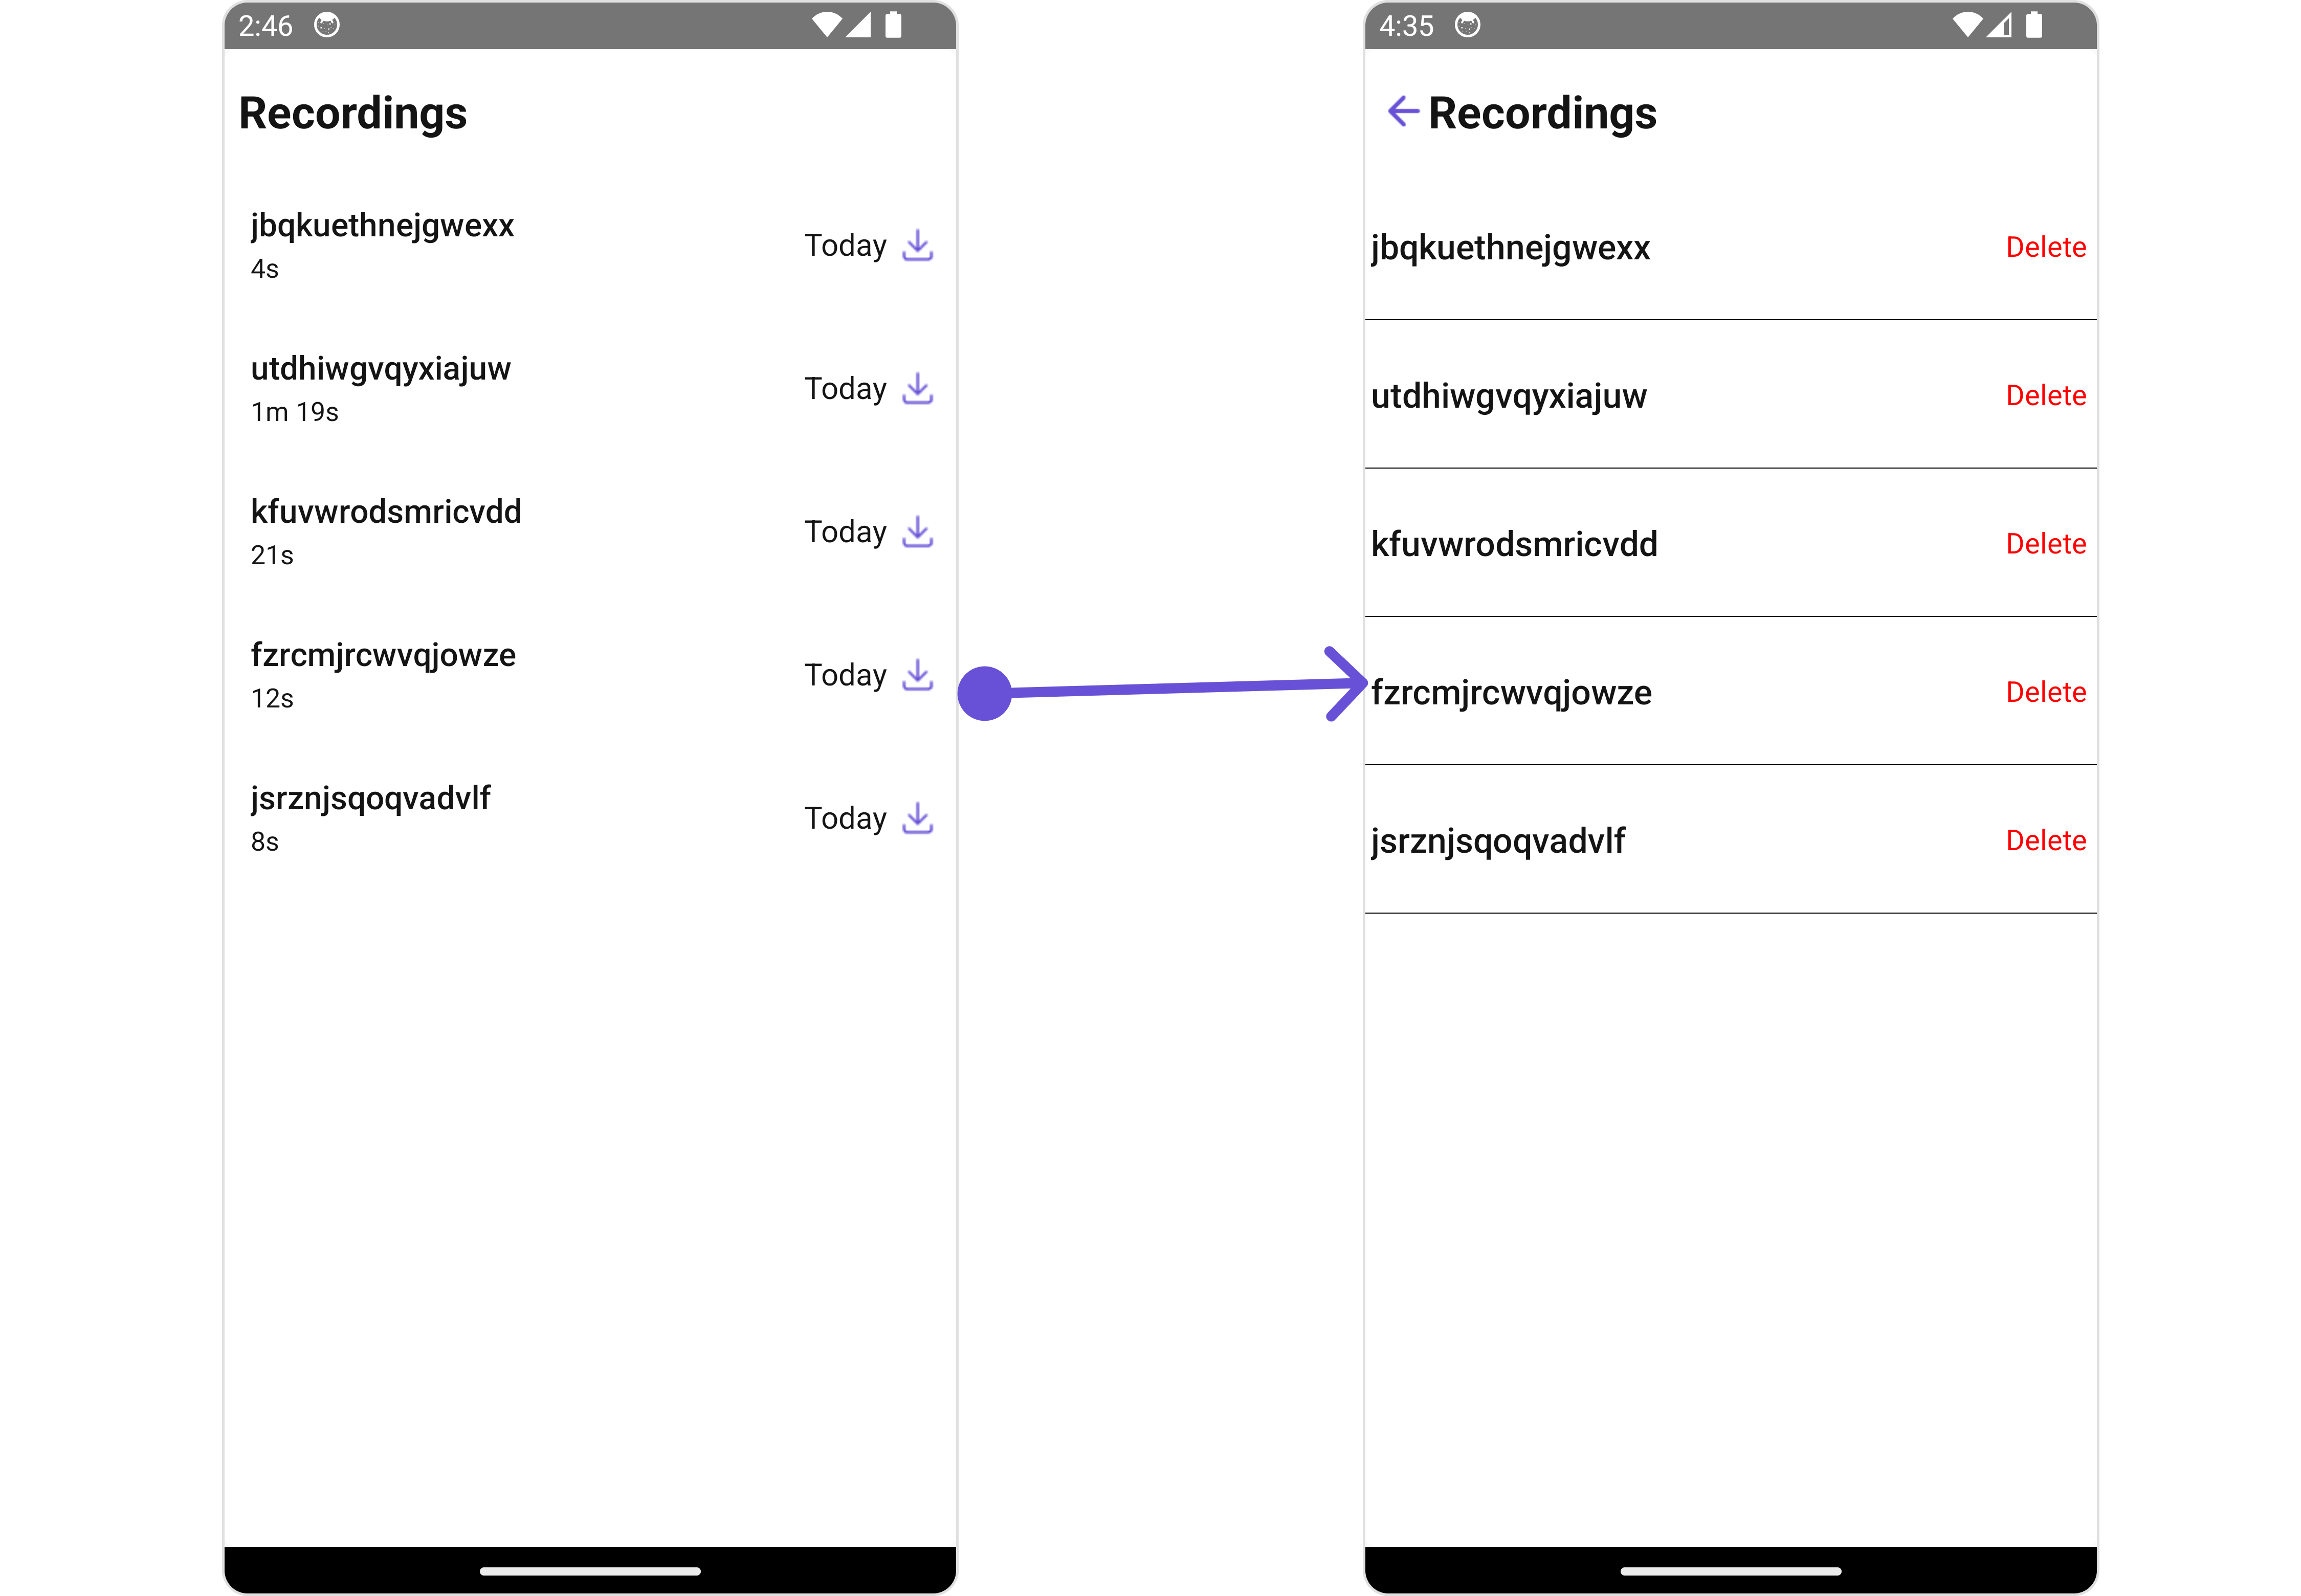 2:46
Recordings
jbqkuethnejgwexx
4s
Today
utdhiwgvqyxiajuw
1m 19s
Today
kfuvwrodsmricvdd
21s
Today
fzrcmjrcwvqjowze
12s
Today
jsrznjsqoqvadvlf
8s
Today
4:35
Recordings
jbqkuethnejgwexx Delete
utdhiwgvqyxiajuw Delete
kfuvwrodsmricvdd Delete
fzrcmjrcwvqjowze Delete
jsrznjsqoqvadvlf Delete